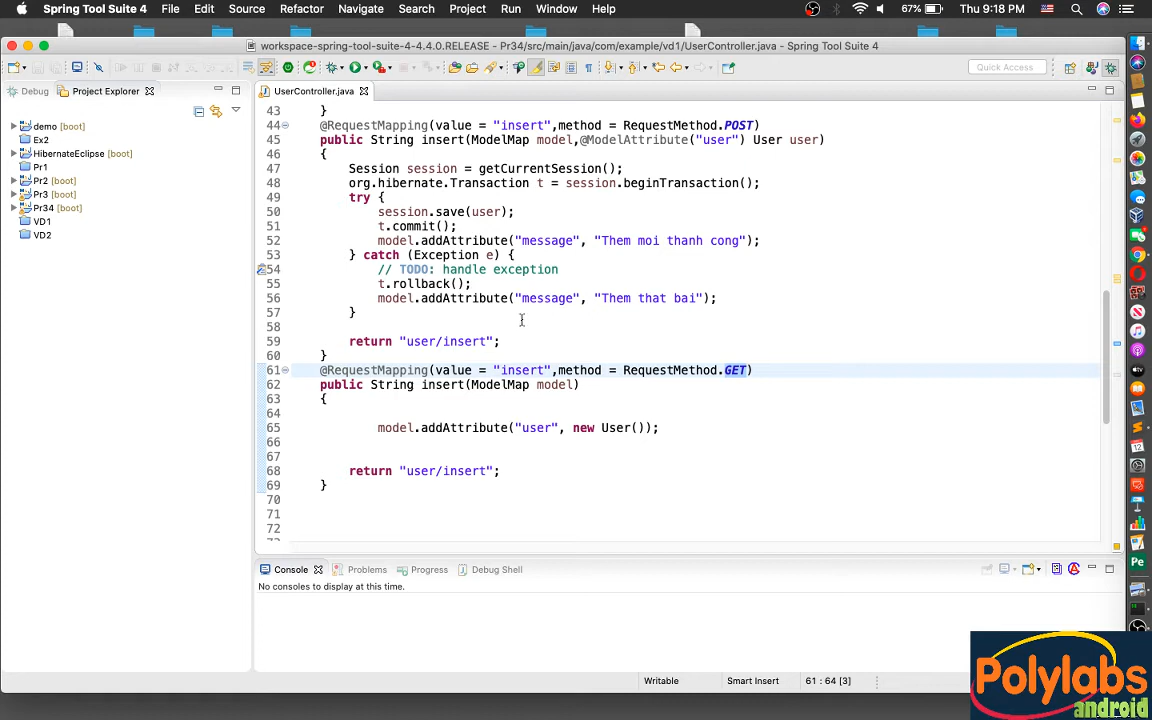 Spring Tool Suite 4 File Edit Source Refactor Navigate Search Project Run Window Help 67% Thu 9:18 PM
workspace-spring-tool-suite-4-4.4.0.RELEASE - Pr34/src/main/java/com/example/vd1/UserController.java - Spring Tool Suite 4
Quick Access
Debug Project Explorer
UserController.java
demo [boot]
Ex2
HibernateEclipse [boot]
Pr1
Pr2 [boot]
Pr3 [boot]
Pr34 [boot]
VD1
VD2
43 }
44 @RequestMapping(value = "insert",method = RequestMethod.POST)
45 public String insert(ModelMap model,@ModelAttribute("user") User user)
46 {
47 Session session = getCurrentSession();
48 org.hibernate.Transaction t = session.beginTransaction();
49 try {
50 session.save(user);
51 t.commit();
52 model.addAttribute("message", "Them moi thanh cong");
53 } catch (Exception e) {
54 // TODO: handle exception
55 t.rollback();
56 model.addAttribute("message", "Them that bai");
57 }
58
59 return "user/insert";
60 }
61 @RequestMapping(value = "insert",method = RequestMethod.GET)
62 public String insert(ModelMap model)
63 {
64
65 model.addAttribute("user", new User());
66
67
68 return "user/insert";
69 }
70
71
72
Console Problems Progress Debug Shell
No consoles to display at this time.
Writable Smart Insert 61 : 64 [3]
Pe
Polylabs
android